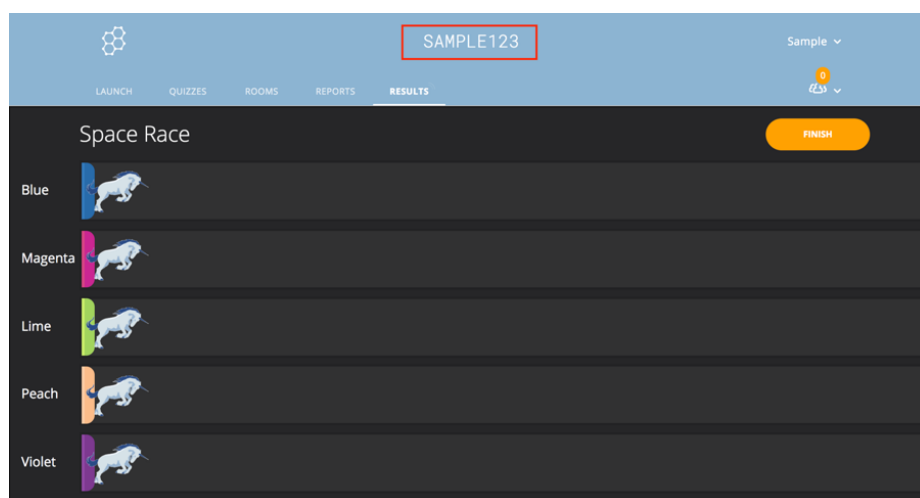 SAMPLE123
Sample
0
LAUNCH QUIZZES ROOMS REPORTS RESULTS
Space Race
FINISH
Blue
Magenta
Lime
Peach
Violet